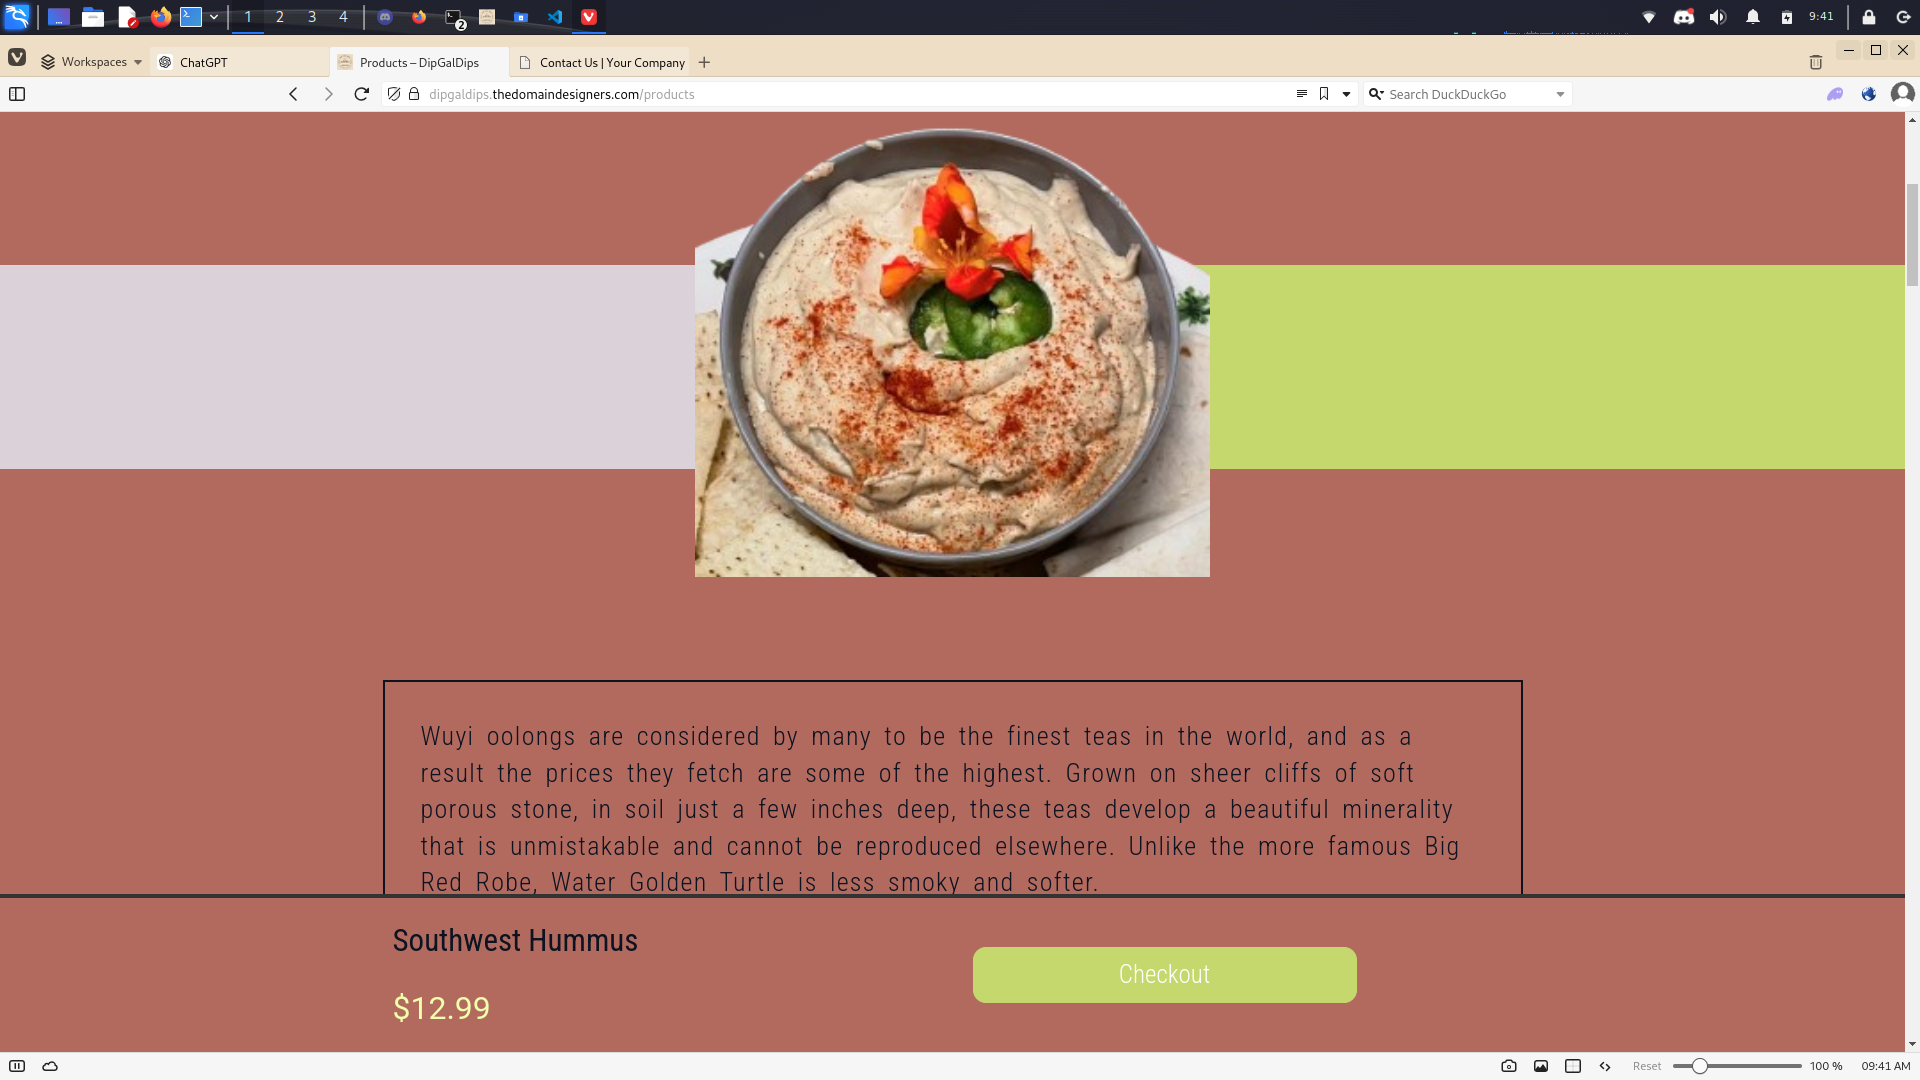 1 2 3 4 2 9:41
Workspaces ChatGPT Products – DipGalDips Contact Us | Your Company
dipgaldips.thedomaindesigners.com/products Search DuckDuckGo
Wuyi oolongs are considered by many to be the finest teas in the world, and as a
result the prices they fetch are some of the highest. Grown on sheer cliffs of soft
porous stone, in soil just a few inches deep, these teas develop a beautiful minerality
that is unmistakable and cannot be reproduced elsewhere. Unlike the more famous Big
Red Robe, Water Golden Turtle is less smoky and softer.
Southwest Hummus
Checkout
$12.99
Reset 100 % 09:41 AM